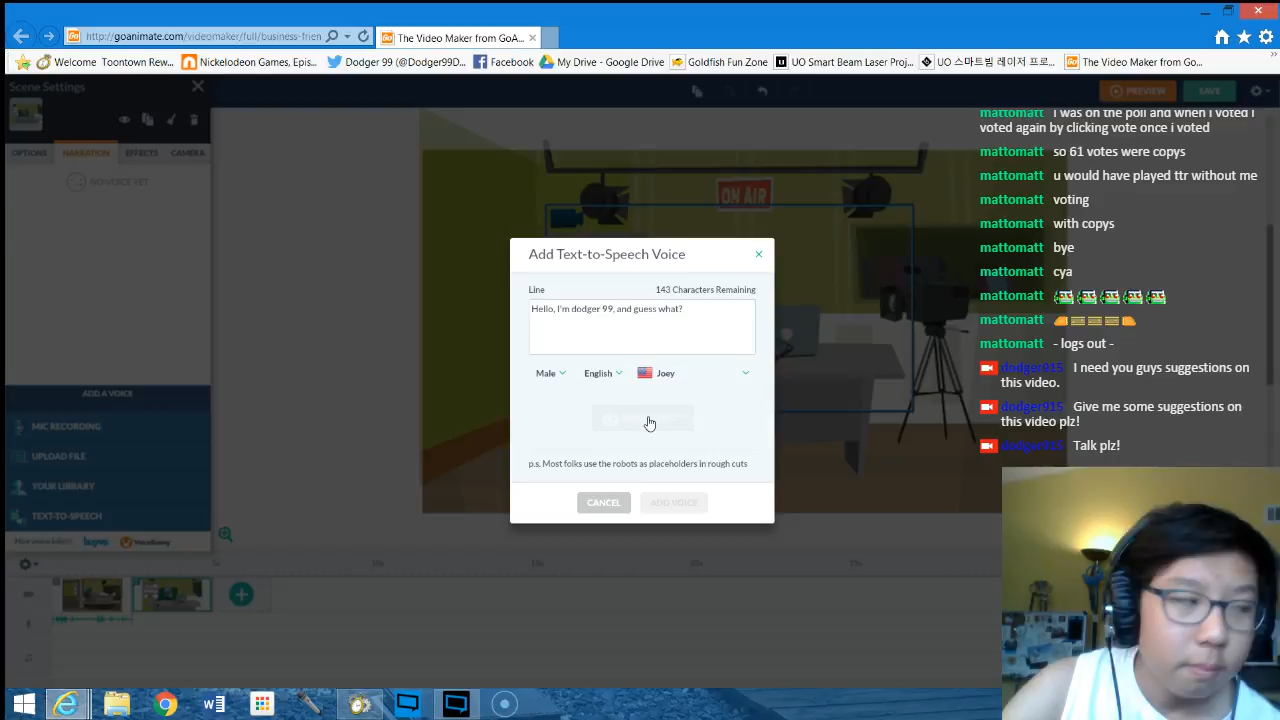 http://goanimate.com/videomaker/full/business-frien
The Video Maker from GoA...
Welcome Toontown Rew...
Nickelodeon Games, Epis...
Dodger 99 (@Dodger99D...
Facebook
My Drive - Google Drive
Goldfish Fun Zone
UO Smart Beam Laser Proj...
UO 스마트빔 레이저 프로...
The Video Maker from Go...
Scene Settings
PREVIEW
SAVE
OPTIONS
NARRATION
EFFECTS
CAMERA
NO VOICE YET
ON AIR
Add Text-to-Speech Voice
Line
143 Characters Remaining
Hello, I'm dodger 99, and guess what?
Male
English
Joey
p.s. Most folks use the robots as placeholders in rough cuts
CANCEL
ADD VOICE
ADD A VOICE
MIC RECORDING
UPLOAD FILE
YOUR LIBRARY
TEXT-TO-SPEECH
mattomatt I was on the poll and when i voted i
voted again by clicking vote once i voted
mattomatt so 61 votes were copys
mattomatt u would have played ttr without me
mattomatt voting
mattomatt with copys
mattomatt bye
mattomatt cya
mattomatt
mattomatt
mattomatt - logs out -
dodger915 I need you guys suggestions on
this video.
dodger915 Give me some suggestions on
this video plz!
dodger915 Talk plz!